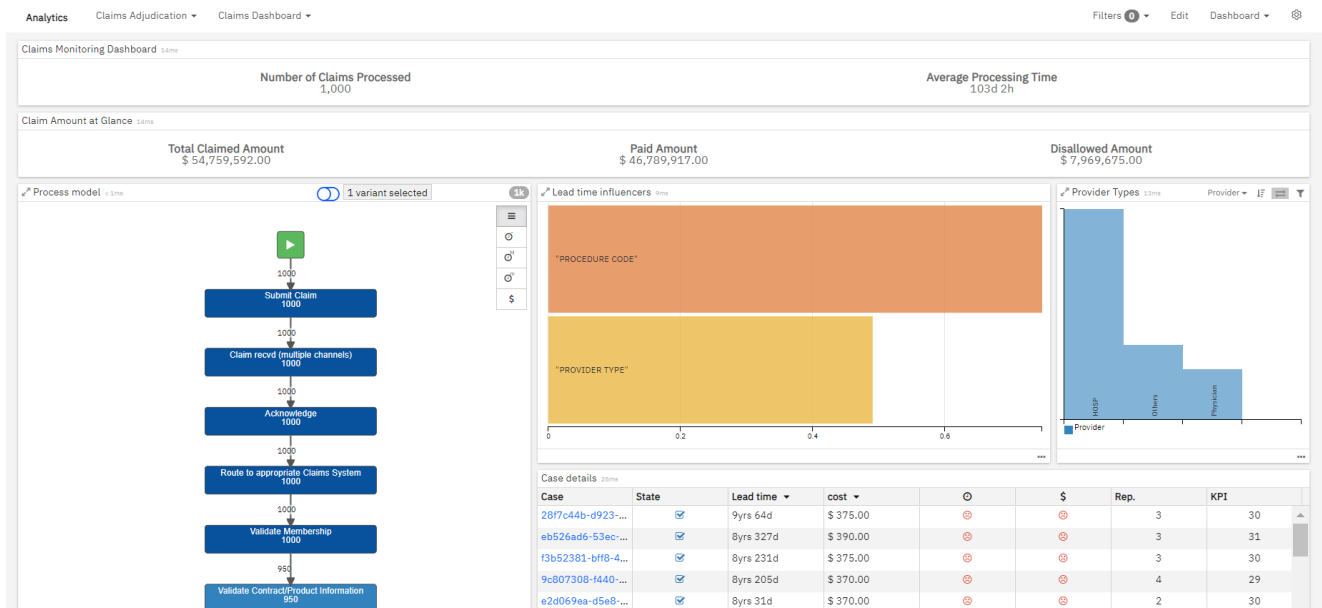 Analytics Claims Adjudication Claims Dashboard Filters 0 Edit Dashboard
Claims Monitoring Dashboard 14ms
Number of Claims Processed Average Processing Time
1,000 103d 2h
Claim Amount at Glance 14ms
Total Claimed Amount Paid Amount Disallowed Amount
$ 54,759,592.00 $ 46,789,917.00 $ 7,969,675.00
Process model < 1ms 1 variant selected 1k
1000
Submit Claim
1000
1000
Claim recvd (multiple channels)
1000
1000
Acknowledge
1000
1000
Route to appropriate Claims System
1000
1000
Validate Membership
1000
950
Validate Contract/Product Information
950
$
Lead time influencers 9ms
"PROCEDURE CODE"
"PROVIDER TYPE"
0 0.2 0.4 0.6
Provider Types 13ms Provider
HOSP Others Physician
Provider
Case details 28ms
Case State Lead time cost $ Rep. KPI
28f7c44b-d923-... 9yrs 64d $ 375.00 3 30
eb526ad6-53ec-... 8yrs 327d $ 390.00 3 31
f3b52381-bff8-4... 8yrs 231d $ 375.00 3 30
9c807308-f440-... 8yrs 205d $ 370.00 4 29
e2d069ea-d5e8-... 8yrs 31d $ 370.00 2 30